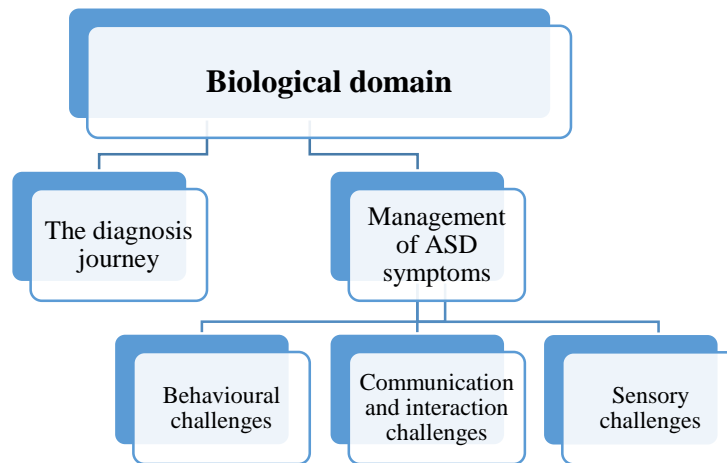 Biological domain
The diagnosis
journey
Management
of ASD
symptoms
Behavioural
challenges
Communication
and interaction
challenges
Sensory
challenges